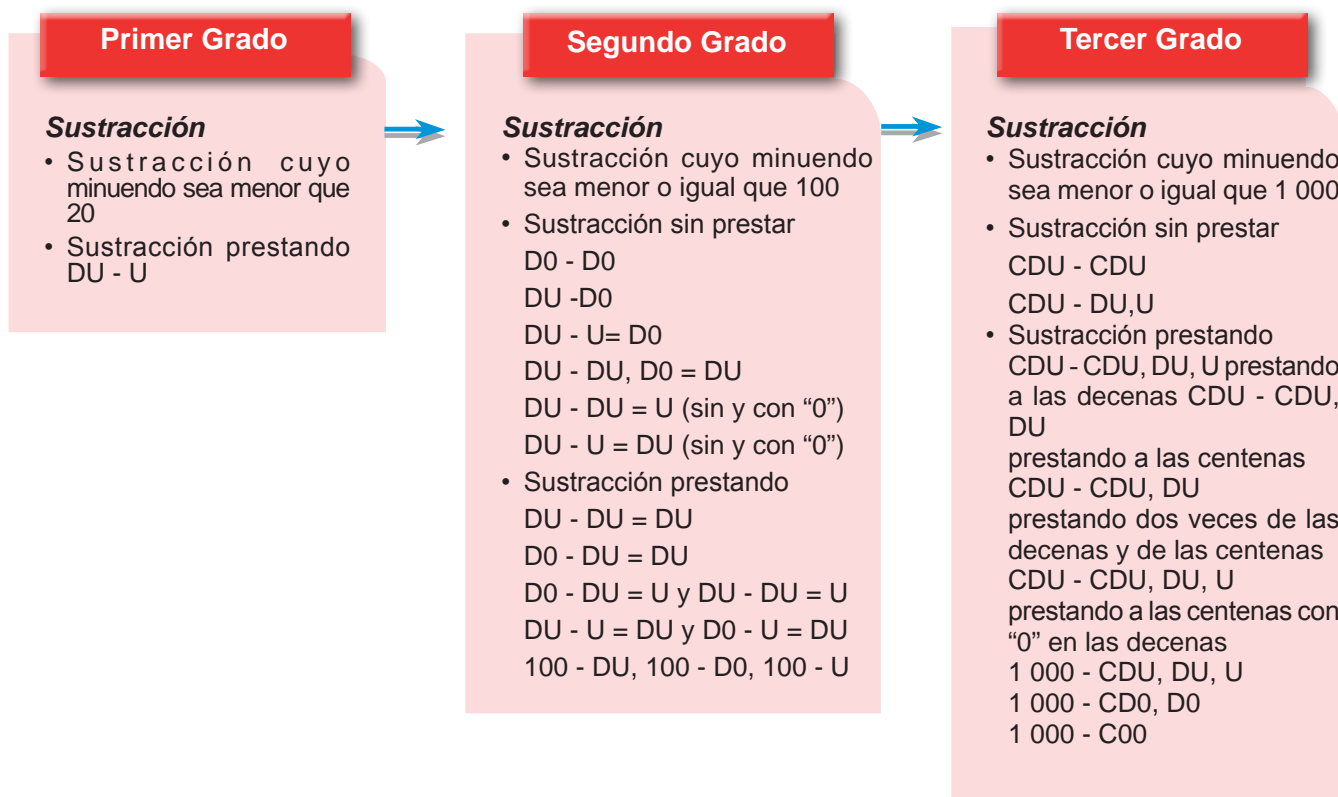 Primer Grado
Sustracción
• Sustracción cuyo
minuendo sea menor que
20
• Sustracción prestando
DU - U
Segundo Grado
Sustracción
• Sustracción cuyo minuendo
sea menor o igual que 100
• Sustracción sin prestar
D0 - D0
DU -D0
DU - U= D0
DU - DU, D0 = DU
DU - DU = U (sin y con “0”)
DU - U = DU (sin y con “0”)
• Sustracción prestando
DU - DU = DU
D0 - DU = DU
D0 - DU = U y DU - DU = U
DU - U = DU y D0 - U = DU
100 - DU, 100 - D0, 100 - U
Tercer Grado
Sustracción
• Sustracción cuyo minuendo
sea menor o igual que 1 000
• Sustracción sin prestar
CDU - CDU
CDU - DU,U
• Sustracción prestando
CDU - CDU, DU, U prestando
a las decenas CDU - CDU,
DU
prestando a las centenas
CDU - CDU, DU
prestando dos veces de las
decenas y de las centenas
CDU - CDU, DU, U
prestando a las centenas con
“0” en las decenas
1 000 - CDU, DU, U
1 000 - CD0, D0
1 000 - C00